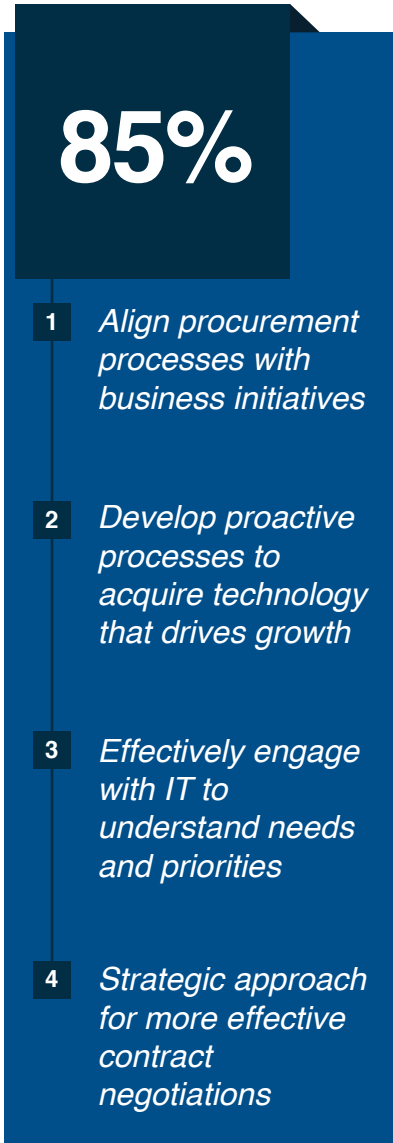 85%
1
Align procurement
processes with
business initiatives
2
Develop proactive
processes to
acquire technology
that drives growth
3
Effectively engage
with IT to
understand needs
and priorities
4
Strategic approach
for more effective
contract
negotiations